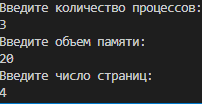 Введите количество процессов:
3
Введите объем памяти:
20
Введите число страниц:
4